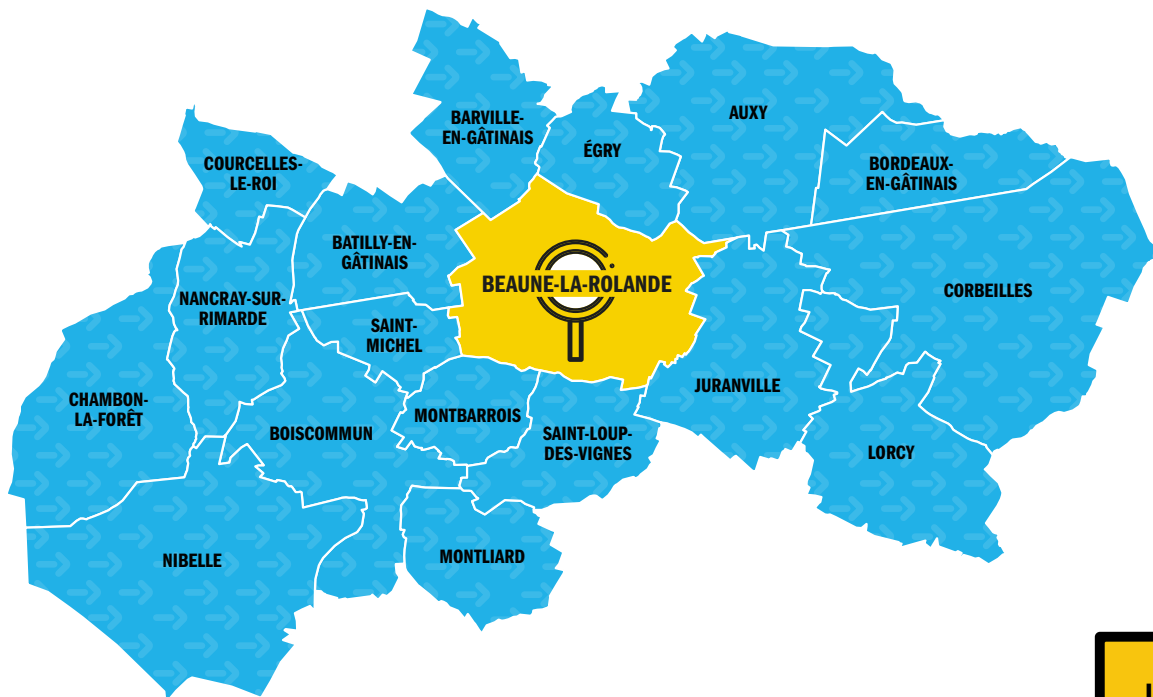 BARVILLE-
EN-GÂTINAIS
ÉGRY
AUXY
COURCELLES-
LE-ROI
BORDEAUX-
EN-GÂTINAIS
BATILLY-EN-
GÂTINAIS
BEAUNE-LA-ROLANDE
CORBEILLES
NANCRAY-SUR-
RIMARDE
SAINT-
MICHEL
JURANVILLE
CHAMBON-
LA-FORÊT
BOISCOMMUN
MONTBARROIS
SAINT-LOUP-
DES-VIGNES
LORCY
NIBELLE
MONTLIARD